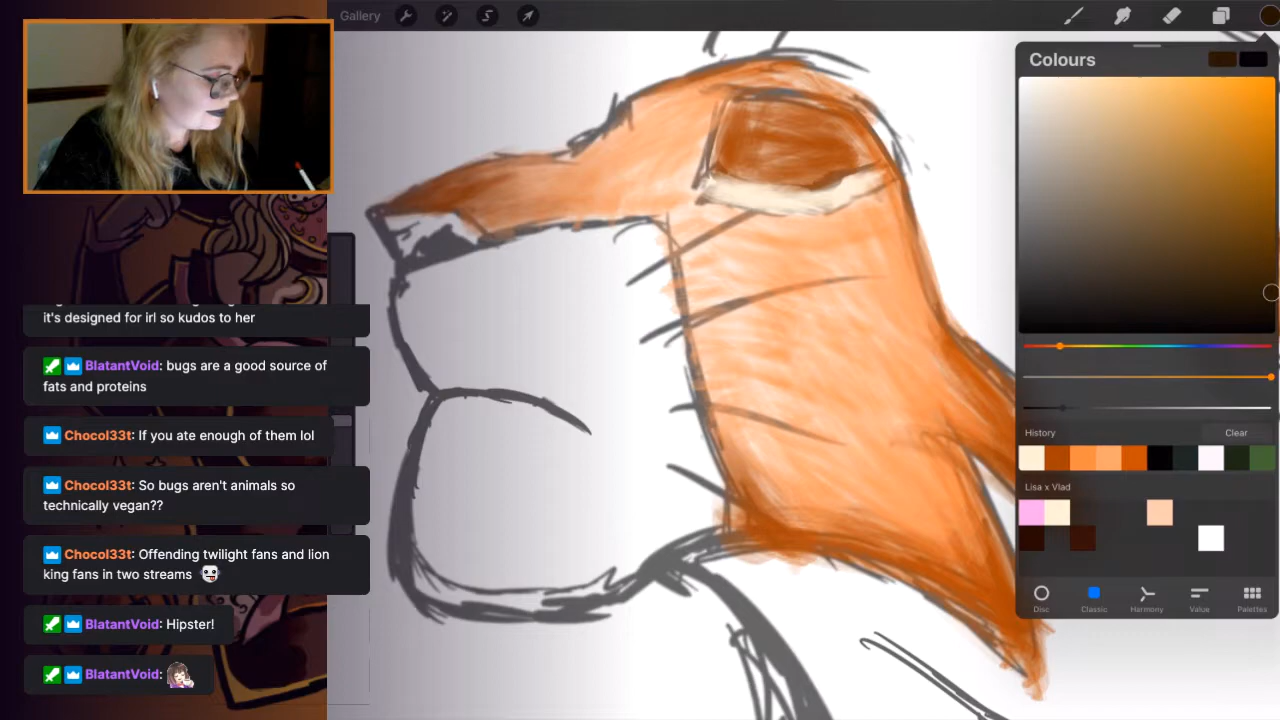 Gallery
Colours
it's designed for irl so kudos to her
BlatantVoid: bugs are a good source of
fats and proteins
Chocol33t: If you ate enough of them lol
Chocol33t: So bugs aren't animals so
technically vegan??
Chocol33t: Offending twilight fans and lion
king fans in two streams
BlatantVoid: Hipster!
BlatantVoid:
History
Clear
Lisa x Vlad
Disc
Classic
Harmony
Value
Palettes